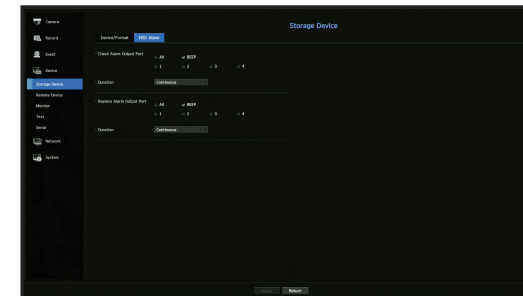 Storage Device
Camera
Record
Event
Device
Storage Device
Remote Device
Monitor
Text
Serial
Network
System
Device/Format HDD Alarm
Check Alarm Output Port All BEEP
1 2 3 4
Duration Continuous
Replace Alarm Output Port All BEEP
1 2 3 4
Duration Continuous
Apply Return